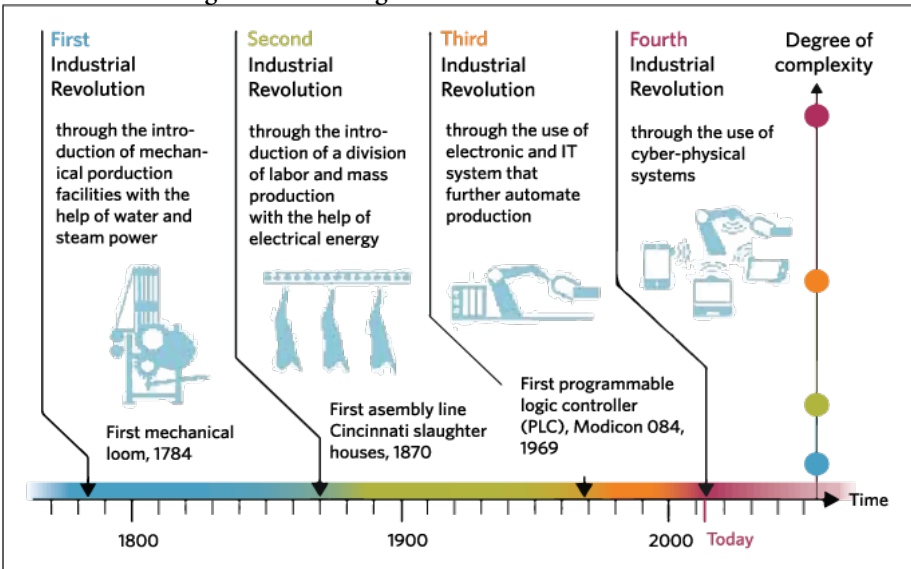 First
Industrial
Revolution
through the intro-
duction of mechan-
ical porduction
facilities with the
help of water and
steam power
First mechanical
loom, 1784
Second
Industrial
Revolution
through the intro-
duction of a division
of labor and mass
production
with the help of
electrical energy
First asembly line
Cincinnati slaughter
houses, 1870
Third
Industrial
Revolution
through the use of
electronic and IT
system that
further automate
production
First programmable
logic controller
(PLC), Modicon 084,
1969
Fourth
Industrial
Revolution
through the use of
cyber-physical
systems
Degree of
complexity
Time
1800
1900
2000
Today